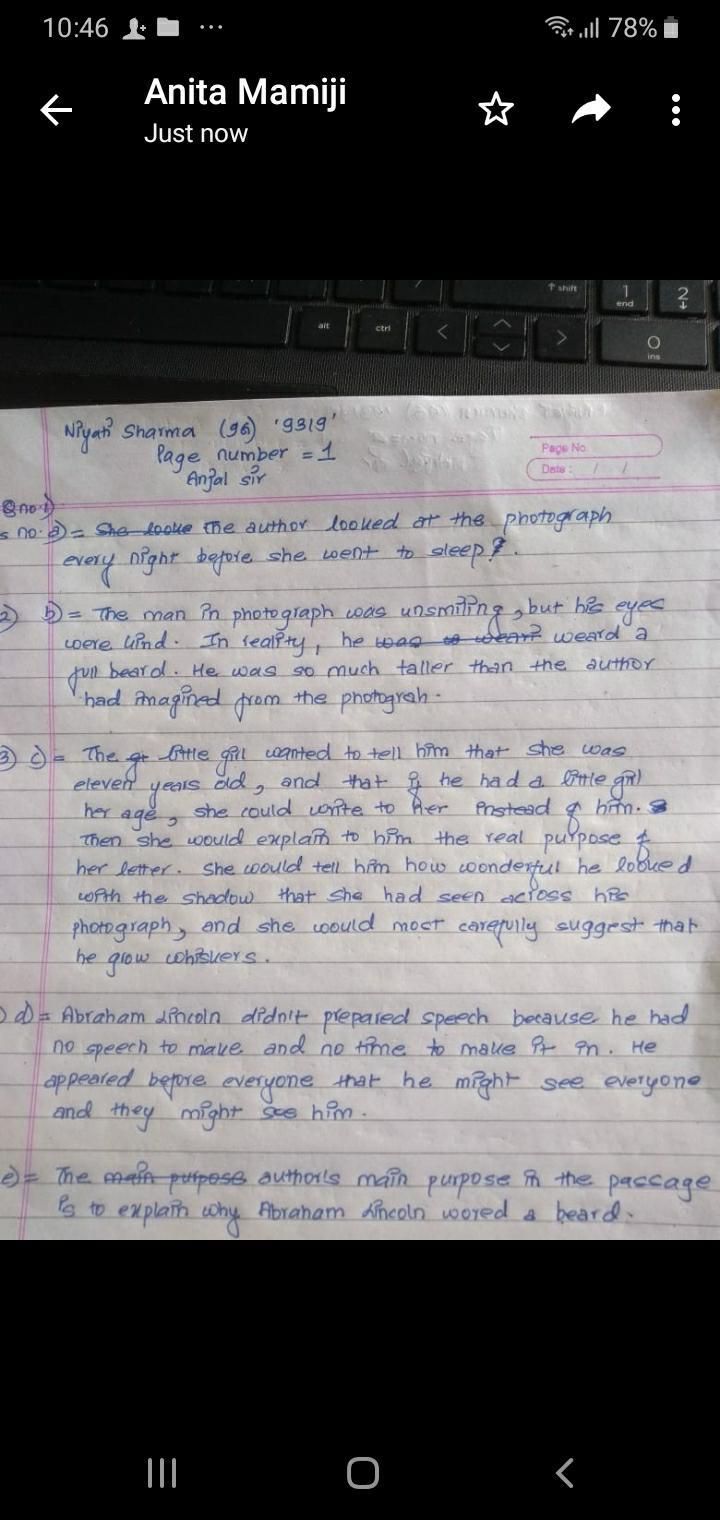 10:46 ... 78%
Anita Mamiji
Just now
↑ shift
1
end
2
↓
alt
ctrl
0
ins
Niyati Sharma (96) '9319'
Page number = 1
Anjal sir
Page No.
Date : / /
no. a) = She looke The author looked at the photograph
every night before she went to sleep.
2) b) = The man in photograph was unsmiling, but his eyes
were kind. In reality, he was weard a
full beard. He was so much taller than the author
had imagined from the photograh.
3) c) = The little girl wanted to tell him that she was
eleven years old, and that if he had a little girl
her age, she could write to her instead of him.
Then she would explain to him the real purpose of
her letter. She would tell him how wonderful he looked
with the shadow that she had seen across his
photograph, and she would most carefully suggest that
he grow whiskers.
d) = Abraham Lincoln didn't prepared speech because he had
no speech to make and no time to make it in. He
appeared before everyone that he might see everyone
and they might see him.
e) = The main purpose author's main purpose in the passage
is to explain why Abraham Lincoln wored a beard.